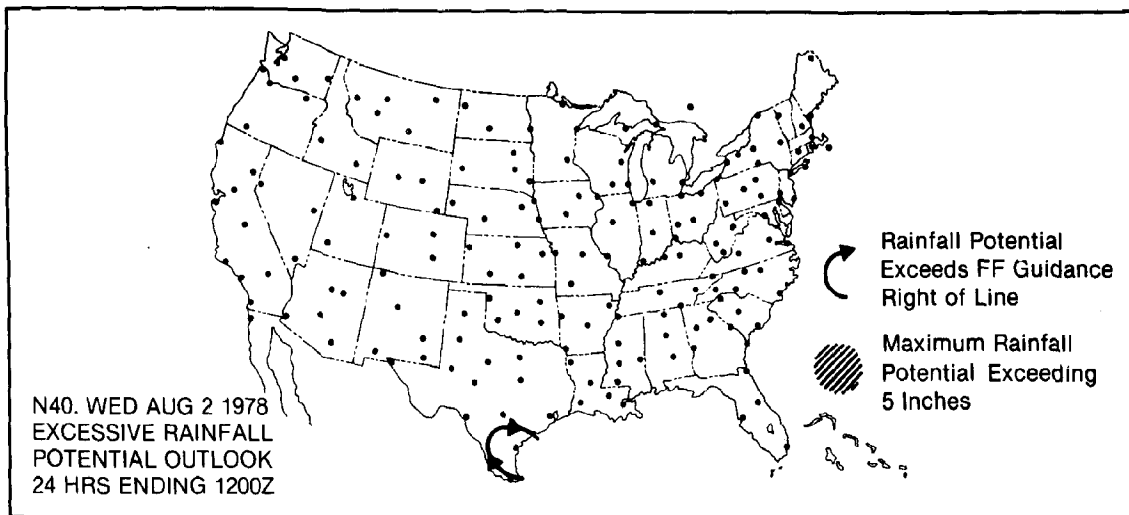 Rainfall Potential
Exceeds FF Guidance
Right of Line
Maximum Rainfall
Potential Exceeding
5 Inches
N40. WED AUG 2 1978
EXCESSIVE RAINFALL
POTENTIAL OUTLOOK
24 HRS ENDING 1200Z